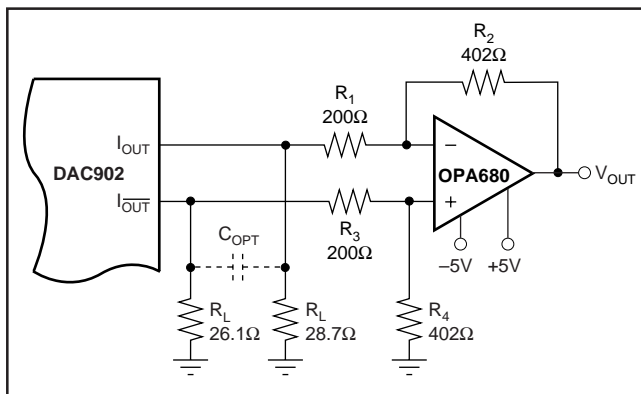 R2
402Ω
R1
200Ω
IOUT
−
DAC902
OPA680
VOUT
I̅O̅U̅T̅
+
R3
200Ω
COPT
–5V +5V
RL
26.1Ω
RL
28.7Ω
R4
402Ω